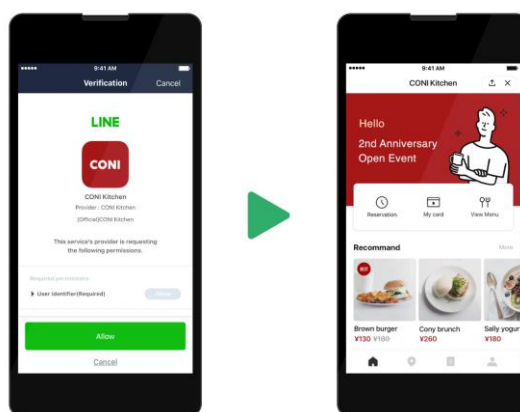 9:41 AM
Verification
Cancel
LINE
CONI
CONI Kitchen
Provider : CONI Kitchen
[Official]CONI Kitchen
This service's provider is requesting
the following permissions.
Required permissions
User identifier(Required)
Allow
Allow
Cancel
9:41 AM
CONI Kitchen
Hello
2nd Anniversary
Open Event
Reservation
My card
View Menu
Recommand
More
BEST
Brown burger
¥130 ¥160
Cony brunch
¥260
Sally yogur
¥180